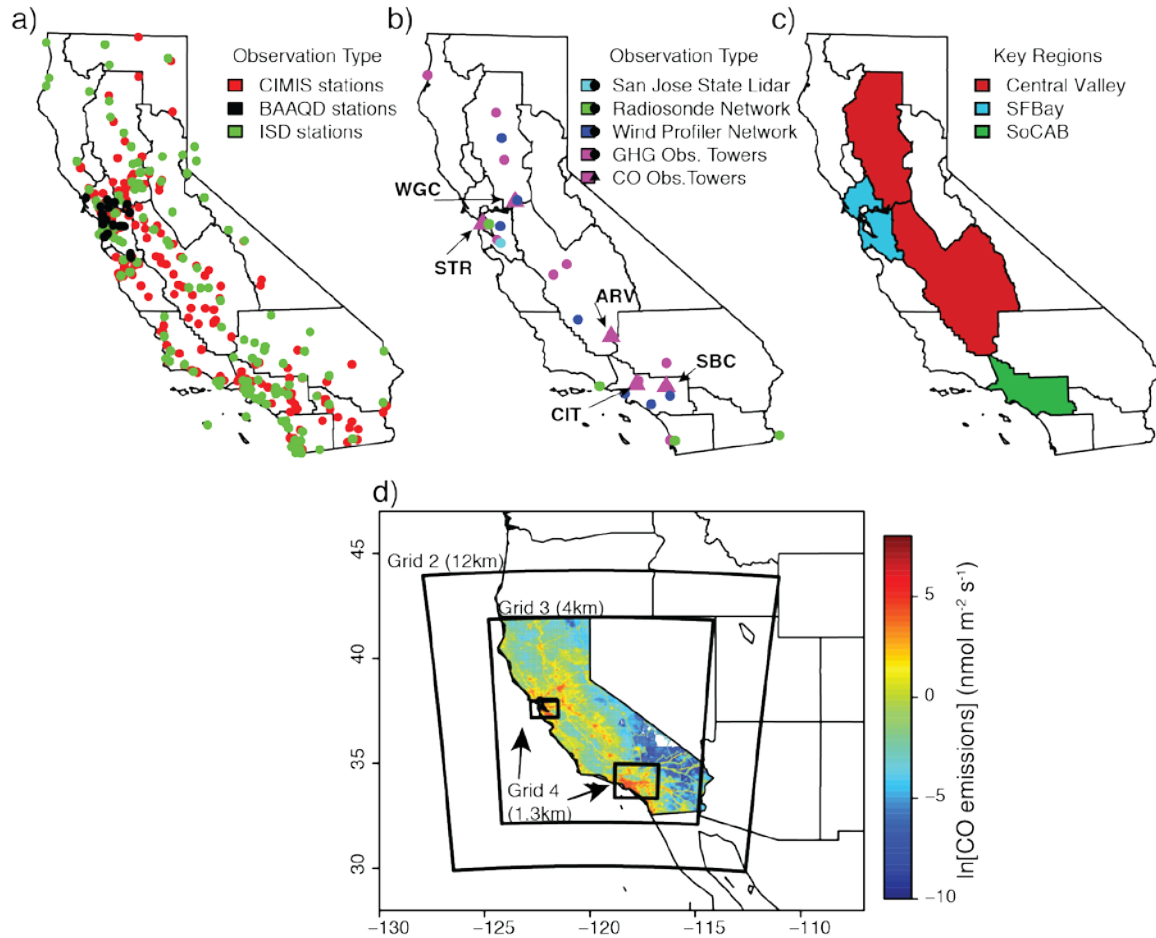 a)
Observation Type
CIMIS stations
BAAQD stations
ISD stations
b)
Observation Type
San Jose State Lidar
Radiosonde Network
Wind Profiler Network
GHG Obs. Towers
CO Obs.Towers
WGC
STR
ARV
SBC
CIT
c)
Key Regions
Central Valley
SFBay
SoCAB
d)
Grid 2 (12km)
Grid 3 (4km)
Grid 4
(1.3km)
45
40
35
30
−130
−125
−120
−115
−110
5
0
−5
−10
ln[CO emissions] (nmol m⁻² s⁻¹)